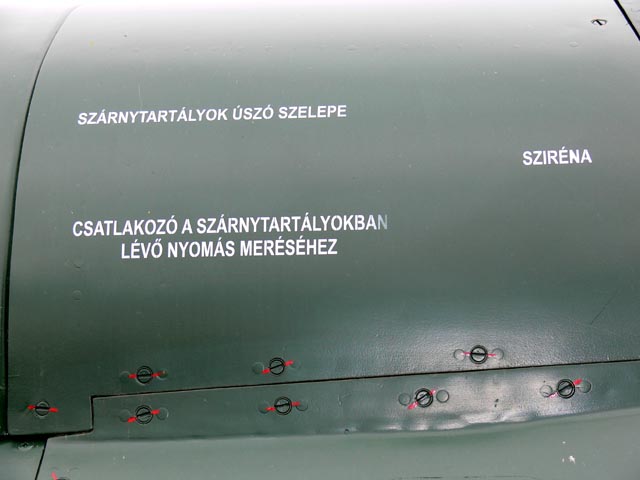 SZÁRNYTARTÁLYOK ÚSZÓ SZELEPE
SZIRÉNA
CSATLAKOZÓ A SZÁRNYTARTÁLYOKBAN
LÉVŐ NYOMÁS MERÉSÉHEZ